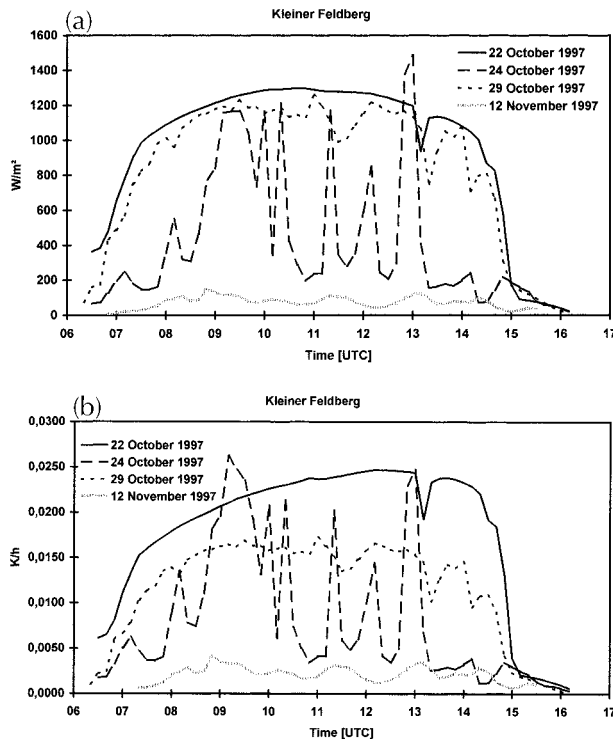 Kleiner Feldberg
(a)
1600
1400
1200
1000
800
600
400
200
0
W/m²
22 October 1997
24 October 1997
29 October 1997
12 November 1997
06 07 08 09 10 11 12 13 14 15 16 17
Time [UTC]
Kleiner Feldberg
(b)
0,0300
0,0250
0,0200
0,0150
0,0100
0,0050
0,0000
K/h
22 October 1997
24 October 1997
29 October 1997
12 November 1997
06 07 08 09 10 11 12 13 14 15 16 17
Time [UTC]